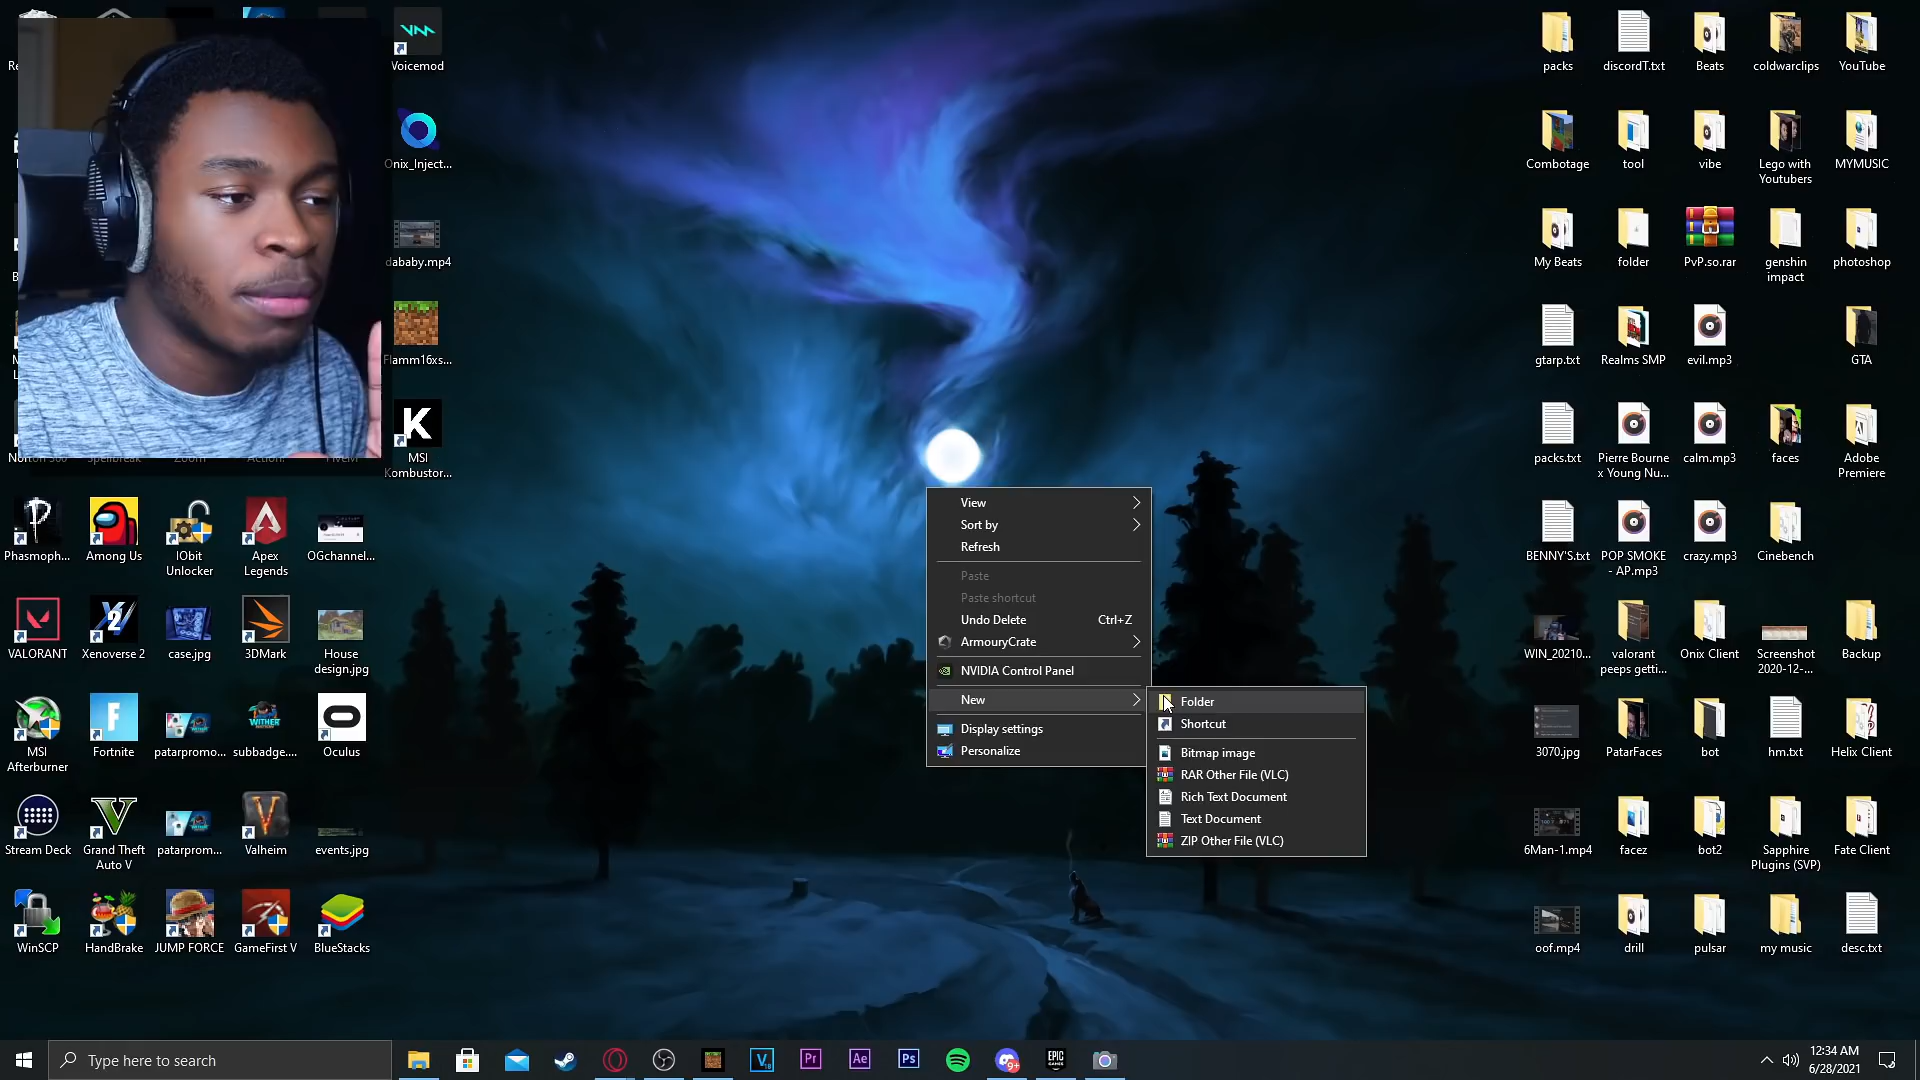 Voicemod
Onix_Inject...
dababy.mp4
Flamm16xs...
K
MSI
Kombustor...
Phasmoph...
Among Us
IObit
Unlocker
Apex
Legends
OGchannel...
VALORANT
Xenoverse 2
case.jpg
3DMark
House
design.jpg
MSI
Afterburner
Fortnite
patarpromo...
subbadge....
Oculus
Stream Deck
Grand Theft
Auto V
patarprom...
Valheim
events.jpg
WinSCP
HandBrake
JUMP FORCE
GameFirst V
BlueStacks
View
Sort by
Refresh
Paste
Paste shortcut
Undo Delete Ctrl+Z
ArmouryCrate
NVIDIA Control Panel
New
Display settings
Personalize
Folder
Shortcut
Bitmap image
RAR Other File (VLC)
Rich Text Document
Text Document
ZIP Other File (VLC)
packs
discordT.txt
Beats
coldwarclips
YouTube
Combotage
tool
vibe
Lego with
Youtubers
MYMUSIC
My Beats
folder
PvP.so.rar
genshin
impact
photoshop
gtarp.txt
Realms SMP
evil.mp3
GTA
packs.txt
Pierre Bourne
x Young Nu...
calm.mp3
faces
Adobe
Premiere
BENNY'S.txt
POP SMOKE
- AP.mp3
crazy.mp3
Cinebench
WIN_20210...
valorant
peeps getti...
Onix Client
Screenshot
2020-12-...
Backup
3070.jpg
PatarFaces
bot
hm.txt
Helix Client
6Man-1.mp4
facez
bot2
Sapphire
Plugins (SVP)
Fate Client
oof.mp4
drill
pulsar
my music
desc.txt
Type here to search
Pr
Ae
Ps
9+
EPIC
GAMES
12:34 AM
6/28/2021